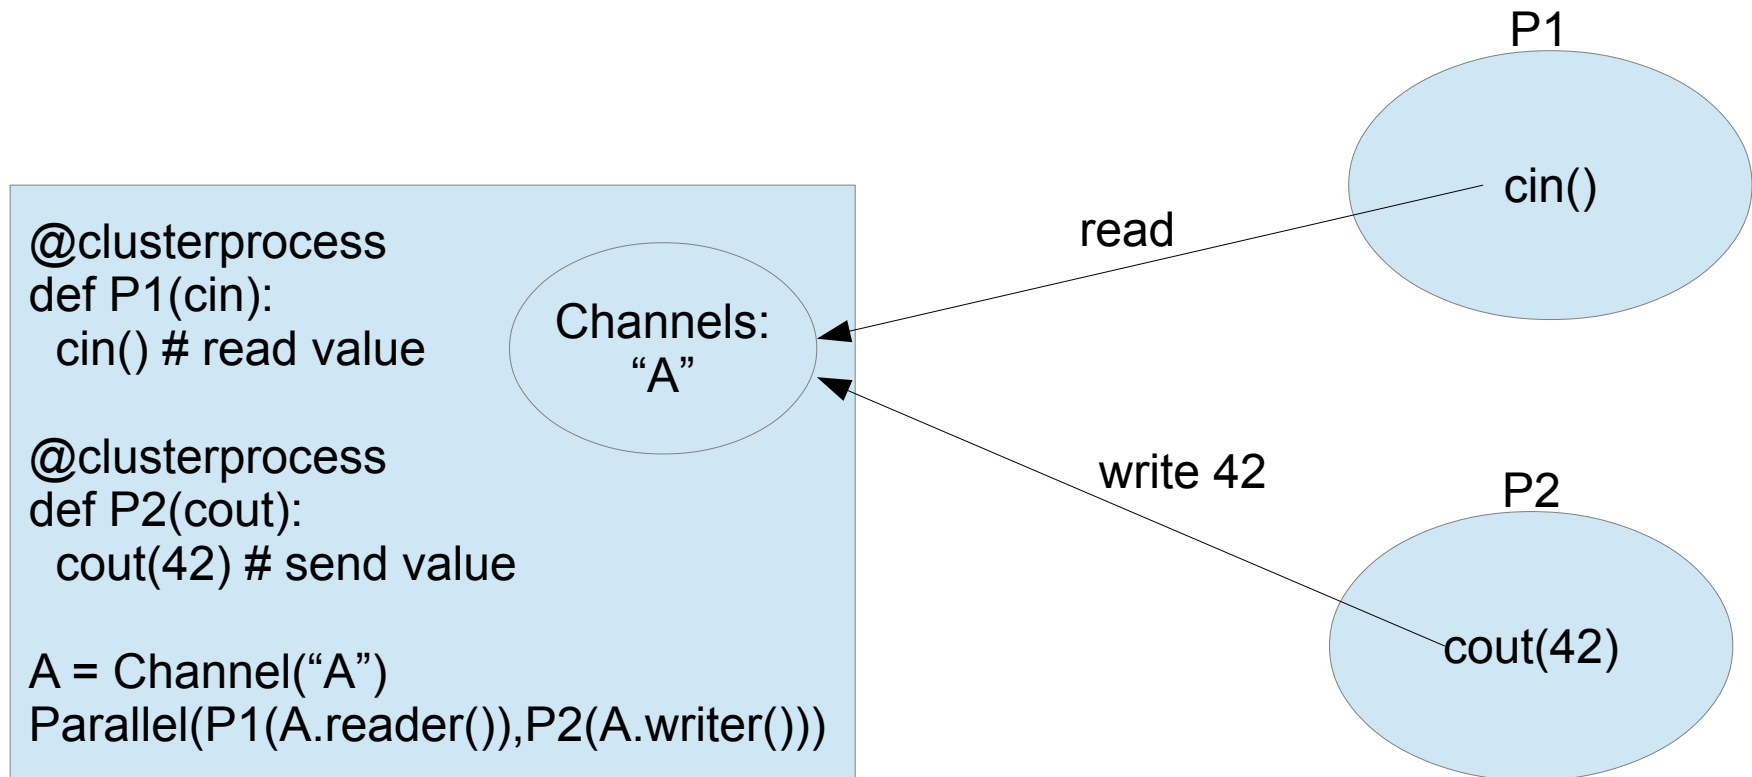 @clusterprocess
def P1(cin):
  cin() # read value
@clusterprocess
def P2(cout):
  cout(42) # send value
A = Channel(“A”)
Parallel(P1(A.reader()),P2(A.writer()))
Channels:
“A”
read
write 42
P1
cin()
P2
cout(42)